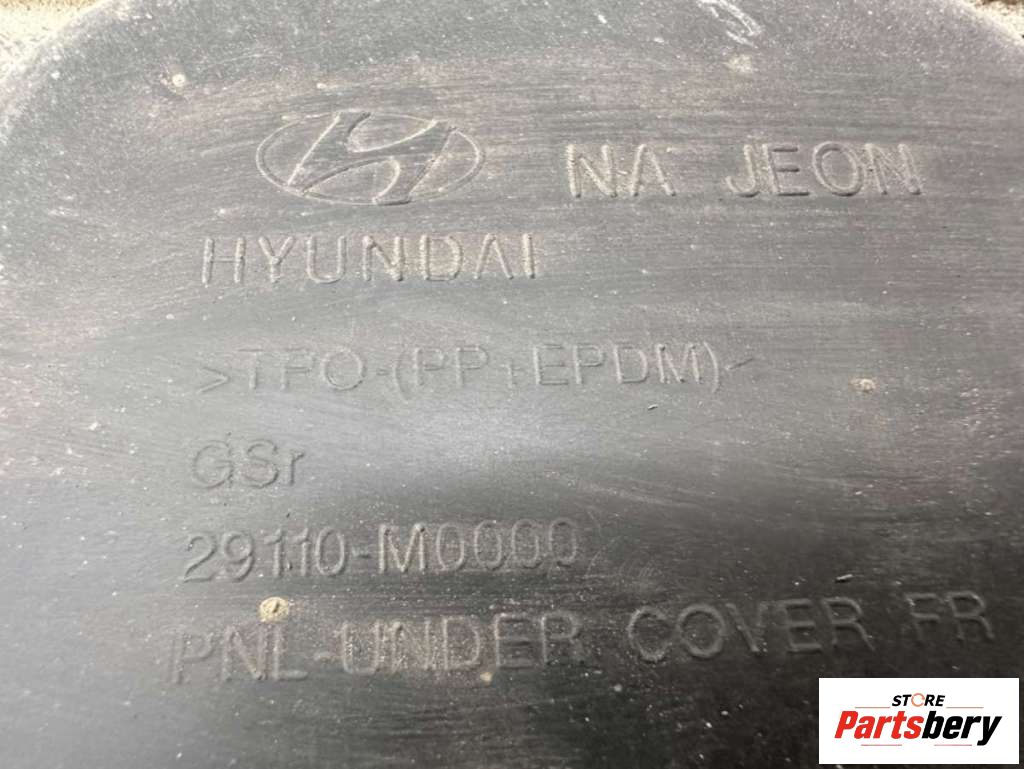 NA JEON
HYUNDAI
>TPO-(PP+EPDM)<
GSr
29110-M0000
PNL-UNDER COVER FR
STORE
Partsbery